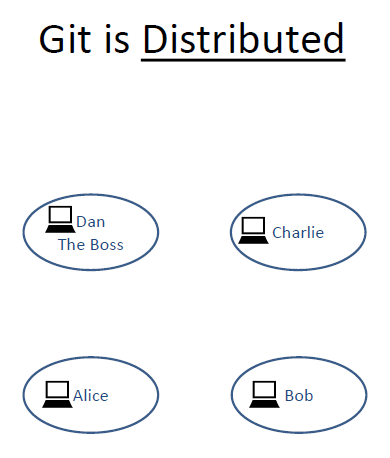 Git is Distributed
Dan
The Boss
Charlie
Alice
Bob